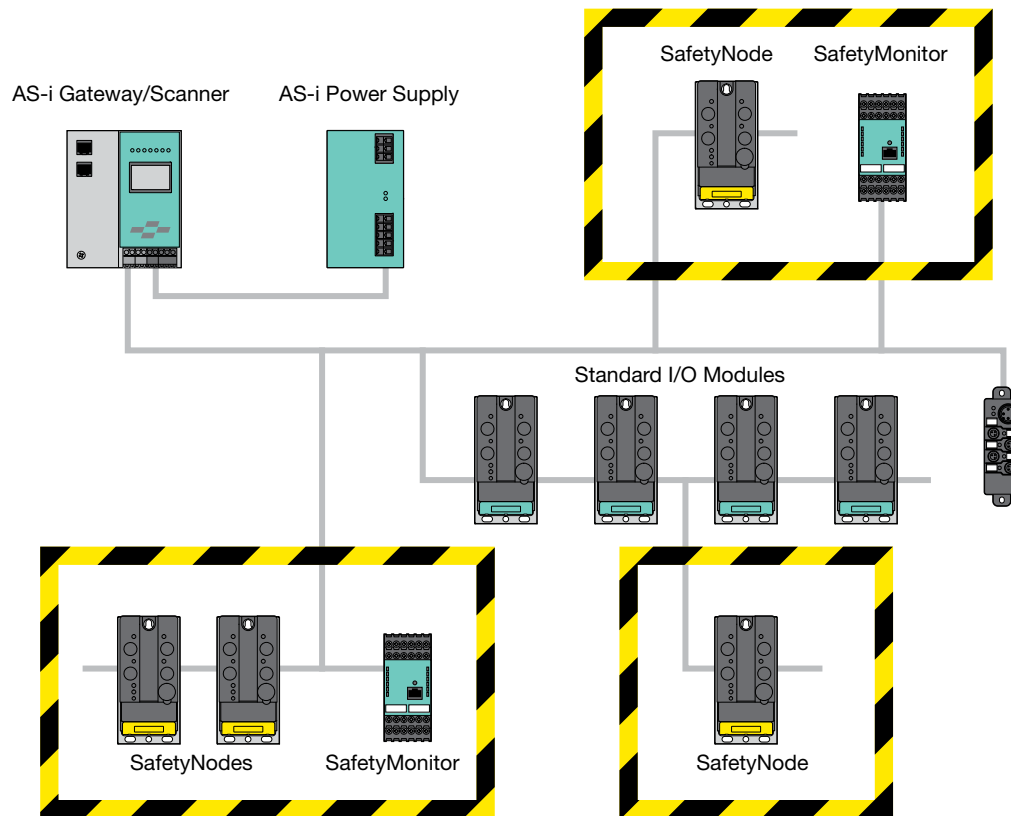 SafetyNode
SafetyMonitor
AS-i Gateway/Scanner
AS-i Power Supply
Standard I/O Modules
SafetyNodes
SafetyMonitor
SafetyNode